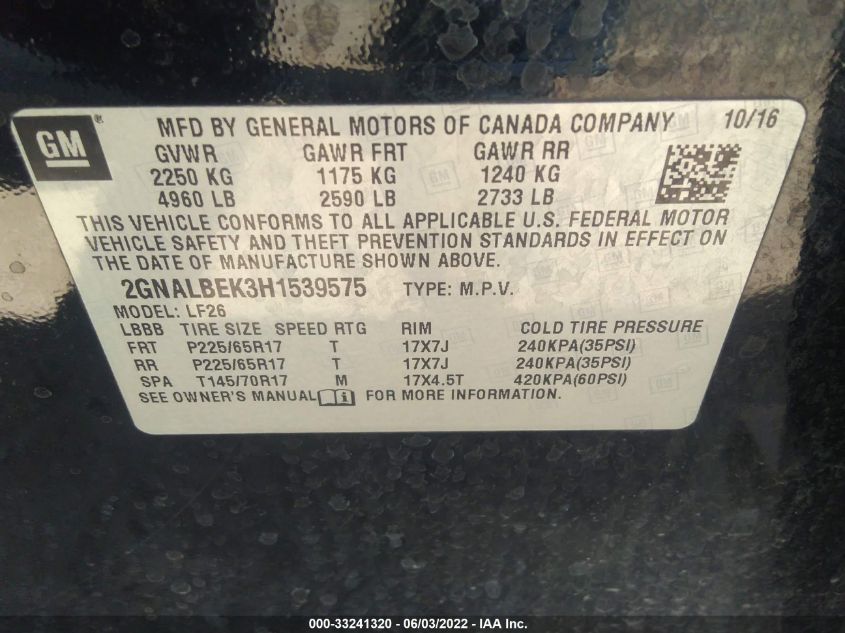 GM ® MFD BY GENERAL MOTORS OF CANADA COMPANY 10/16
GVWR GAWR FRT GAWR RR
2250 KG 1175 KG 1240 KG
4960 LB 2590 LB 2733 LB
THIS VEHICLE CONFORMS TO ALL APPLICABLE U.S. FEDERAL MOTOR
VEHICLE SAFETY AND THEFT PREVENTION STANDARDS IN EFFECT ON
THE DATE OF MANUFACTURE SHOWN ABOVE.
2GNALBEK3H1539575 TYPE: M.P.V.
MODEL: LF26
LBBB TIRE SIZE SPEED RTG RIM COLD TIRE PRESSURE
FRT P225/65R17 T 17X7J 240KPA(35PSI)
RR P225/65R17 T 17X7J 240KPA(35PSI)
SPA T145/70R17 M 17X4.5T 420KPA(60PSI)
SEE OWNER'S MANUAL FOR MORE INFORMATION.
000-33241320 - 06/03/2022 - IAA Inc.